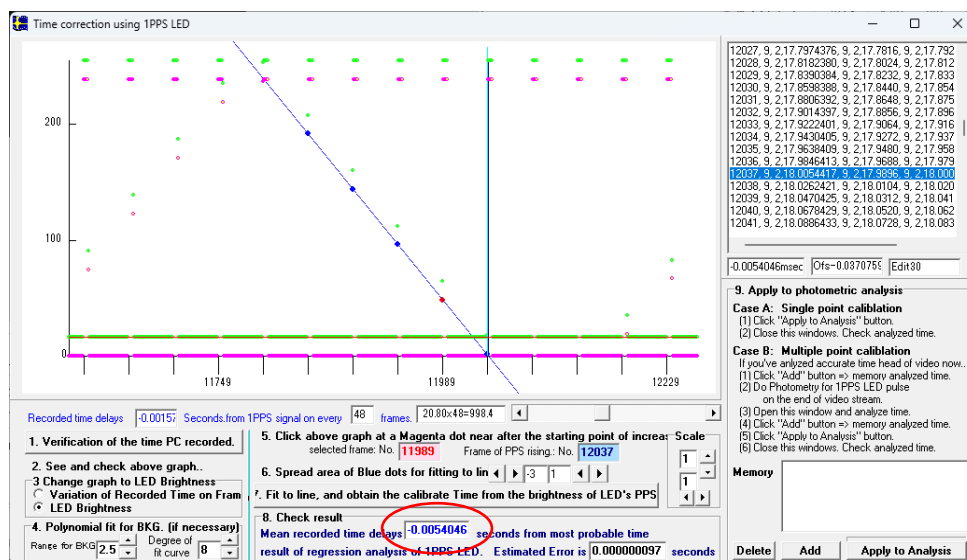 Time correction using 1PPS LED
200
100
0
11749
11989
12229
12027, 9, 2,17.7974376, 9, 2,17.7816, 9, 2,17.792
12028, 9, 2,17.8182380, 9, 2,17.8024, 9, 2,17.812
12029, 9, 2,17.8390384, 9, 2,17.8232, 9, 2,17.833
12030, 9, 2,17.8598388, 9, 2,17.8440, 9, 2,17.854
12031, 9, 2,17.8806392, 9, 2,17.8648, 9, 2,17.875
12032, 9, 2,17.9014397, 9, 2,17.8856, 9, 2,17.896
12033, 9, 2,17.9222401, 9, 2,17.9064, 9, 2,17.916
12034, 9, 2,17.9430405, 9, 2,17.9272, 9, 2,17.937
12035, 9, 2,17.9638409, 9, 2,17.9480, 9, 2,17.958
12036, 9, 2,17.9846413, 9, 2,17.9688, 9, 2,17.979
12037, 9, 2,18.0054417, 9, 2,17.9896, 9, 2,18.000
12038, 9, 2,18.0262421, 9, 2,18.0104, 9, 2,18.020
12039, 9, 2,18.0470425, 9, 2,18.0312, 9, 2,18.041
12040, 9, 2,18.0678429, 9, 2,18.0520, 9, 2,18.062
12041, 9, 2,18.0886433, 9, 2,18.0728, 9, 2,18.083
-0.0054046msec Ofs-0.0370759 Edit30
Recorded time delays -0.00157 Seconds.from 1PPS signal on every 48 frames. 20.80x48=998.4
1. Verification of the time PC recorded.
2. See and check above graph..
3 Change graph to LED Brightness
Variation of Recorded Time on Fram
LED Brightness
4. Polynomial fit for BKG. (if necessary)
Range for BKG 2.5 Degree of fit curve 8
5. Click above graph at a Magenta dot near after the starting point of increas
selected frame: No. 11989 Frame of PPS rising.: No. 12037
Scale
1
1
6. Spread area of Blue dots for fitting to lin -3 1
7. Fit to line, and obtain the calibrate Time from the brightness of LED's PPS
8. Check result
Mean recorded time delays -0.0054046 seconds from most probable time
result of regression analysis of 1PPS LED. Estimated Error is 0.000000097 seconds
9. Apply to photometric analysis
Case A: Single point caliblation
(1) Click "Apply to Analysis" button.
(2) Close this windows. Check analyzed time.
Case B: Multiple point caliblation
If you've anlyzed accurate time head of video now..
(1) Click "Add" button => memory analyzed time.
(2) Do Photometry for 1PPS LED pulse
on the end of video stream.
(3) Open this window and analyze time.
(4) Click "Add" button => memory analyzed time.
(5) Click "Apply to Analysis" button.
(6) Close this windows. Check analyzed time.
Memory
Delete Add Apply to Analysis